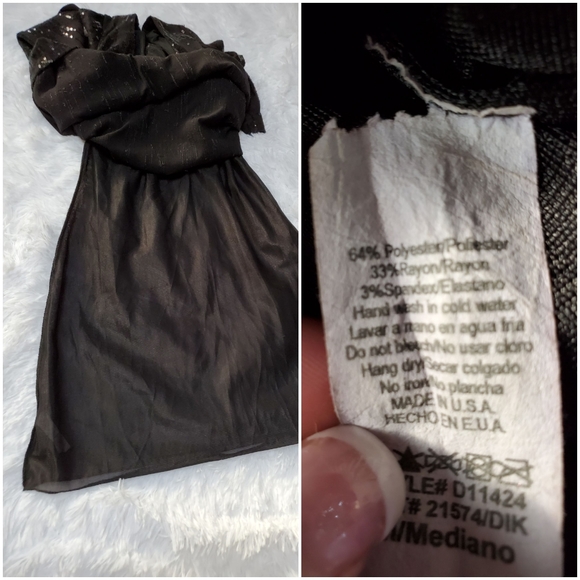 64% Polyester/Poliester
33%Rayon/Rayon
3%Spandex/Elastano
Hand wash in cold water
Lavar a mano en agua fria
Do not bleach/No usar cloro
Hang dry/Secar colgado
No iron/No plancha
MADE IN U.S.A.
HECHO EN E.U.A.
YLE# D11424
# 21574/DIK
/Mediano